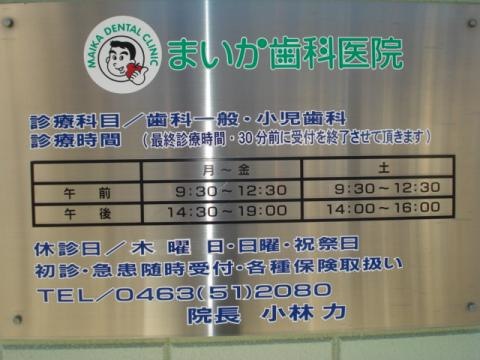 MAIKA DENTAL CLINIC
まいか歯科医院
診療科目／歯科一般・小児歯科
診療時間 （最終診療時間・30分前に受付を終了させて頂きます）
月～金 土
午前 9:30～12:30 9:30～12:30
午後 14:30～19:00 14:00～16:00
休診日／木曜日・日曜・祝祭日
初診・急患随時受付・各種保険取扱い
TEL／0463(51)2080
院長 小林 力